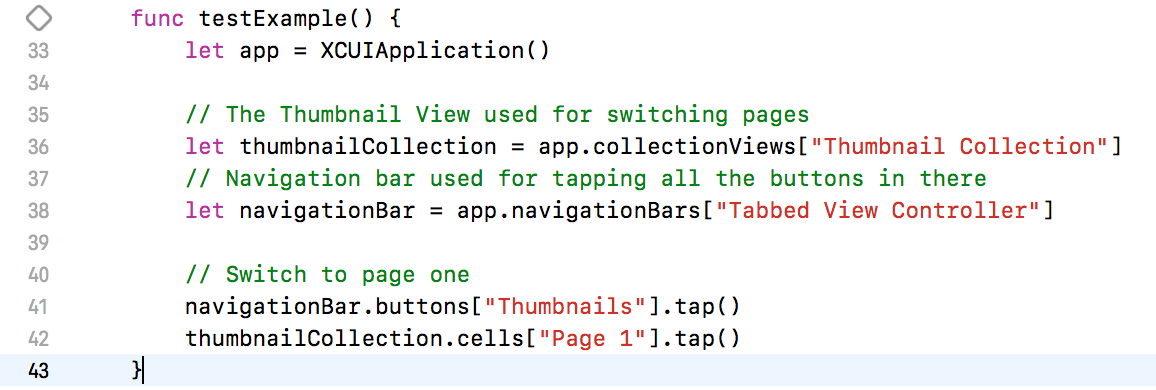 func testExample() {
33 let app = XCUIApplication()
34
35 // The Thumbnail View used for switching pages
36 let thumbnailCollection = app.collectionViews["Thumbnail Collection"]
37 // Navigation bar used for tapping all the buttons in there
38 let navigationBar = app.navigationBars["Tabbed View Controller"]
39
40 // Switch to page one
41 navigationBar.buttons["Thumbnails"].tap()
42 thumbnailCollection.cells["Page 1"].tap()
43 }